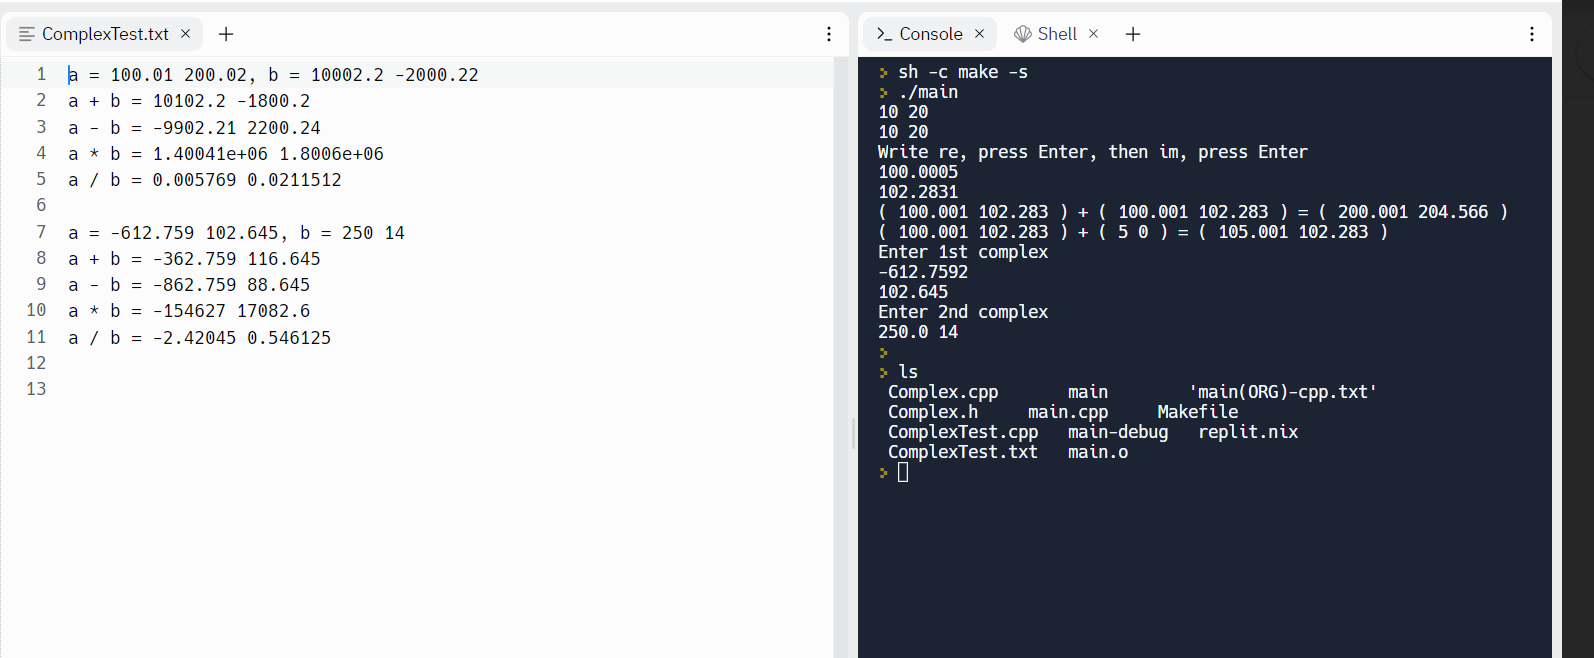 ComplexTest.txt
1 a = 100.01 200.02, b = 10002.2 -2000.22
2 a + b = 10102.2 -1800.2
3 a - b = -9902.21 2200.24
4 a * b = 1.40041e+06 1.8006e+06
5 a / b = 0.005769 0.0211512
6
7 a = -612.759 102.645, b = 250 14
8 a + b = -362.759 116.645
9 a - b = -862.759 88.645
10 a * b = -154627 17082.6
11 a / b = -2.42045 0.546125
12
13
Console Shell
sh -c make -s
./main
10 20
10 20
Write re, press Enter, then im, press Enter
100.0005
102.2831
( 100.001 102.283 ) + ( 100.001 102.283 ) = ( 200.001 204.566 )
( 100.001 102.283 ) + ( 5 0 ) = ( 105.001 102.283 )
Enter 1st complex
-612.7592
102.645
Enter 2nd complex
250.0 14
ls
Complex.cpp main 'main(ORG)-cpp.txt'
Complex.h main.cpp Makefile
ComplexTest.cpp main-debug replit.nix
ComplexTest.txt main.o